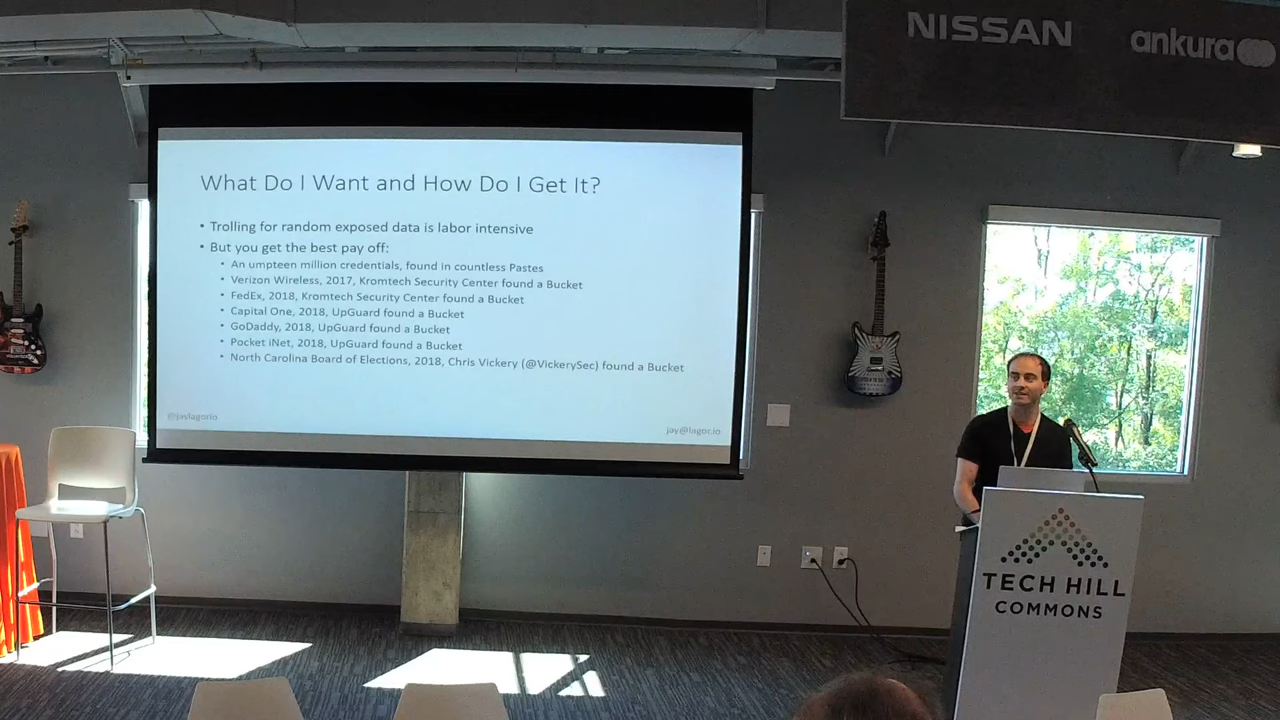 NISSAN
ankura
What Do I Want and How Do I Get It?
• Trolling for random exposed data is labor intensive
• But you get the best pay off:
• An umpteen million credentials, found in countless Pastes
• Verizon Wireless, 2017, Kromtech Security Center found a Bucket
• FedEx, 2018, Kromtech Security Center found a Bucket
• Capital One, 2018, UpGuard found a Bucket
• GoDaddy, 2018, UpGuard found a Bucket
• Pocket iNet, 2018, UpGuard found a Bucket
• North Carolina Board of Elections, 2018, Chris Vickery (@VickerySec) found a Bucket
@jaslagorio
jay@lagor.io
TECH HILL
COMMONS